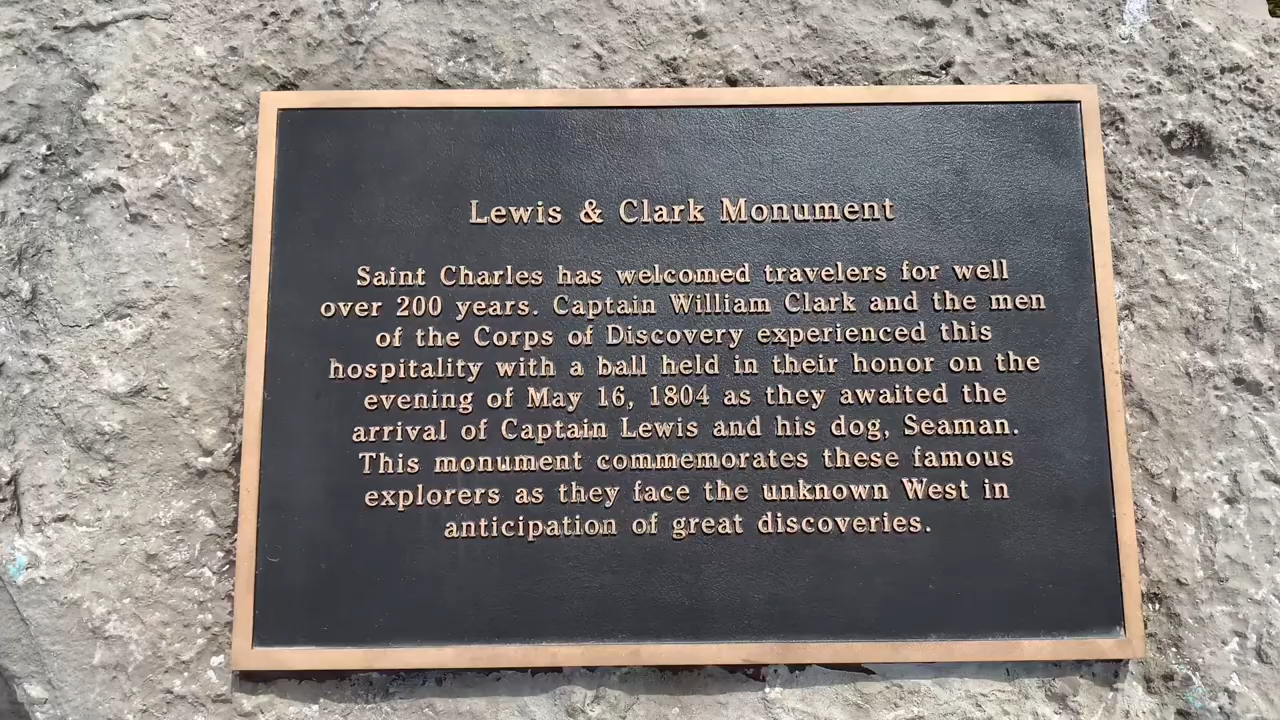 Lewis & Clark Monument
Saint Charles has welcomed travelers for well
over 200 years. Captain William Clark and the men
of the Corps of Discovery experienced this
hospitality with a ball held in their honor on the
evening of May 16, 1804 as they awaited the
arrival of Captain Lewis and his dog, Seaman.
This monument commemorates these famous
explorers as they face the unknown West in
anticipation of great discoveries.